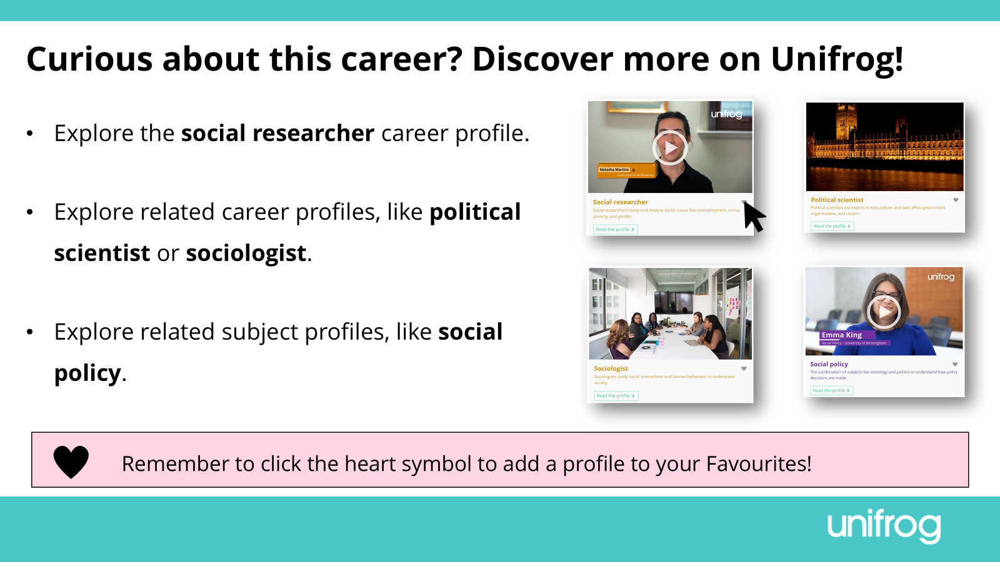 Curious about this career? Discover more on Unifrog!
• Explore the social researcher career profile.
• Explore related career profiles, like political
scientist or sociologist.
• Explore related subject profiles, like social
policy.
unifrog
Natasha Martins
Government Social Researcher
Social researcher
Social researchers study and analyse social issues like unemployment, crime,
poverty, and gender.
Read the profile
Political scientist
Political scientists are experts in how policies and laws affect government,
organisations, and citizens
Read the profile
Sociologist
Sociologists study social interactions and human behaviour to understand
society.
Read the profile
unifrog
Emma King
Social Policy - University of Birmingham
Social policy
The combination of subjects like sociology and politics to understand how policy
decisions are made.
Read the profile
Remember to click the heart symbol to add a profile to your Favourites!
unifrog